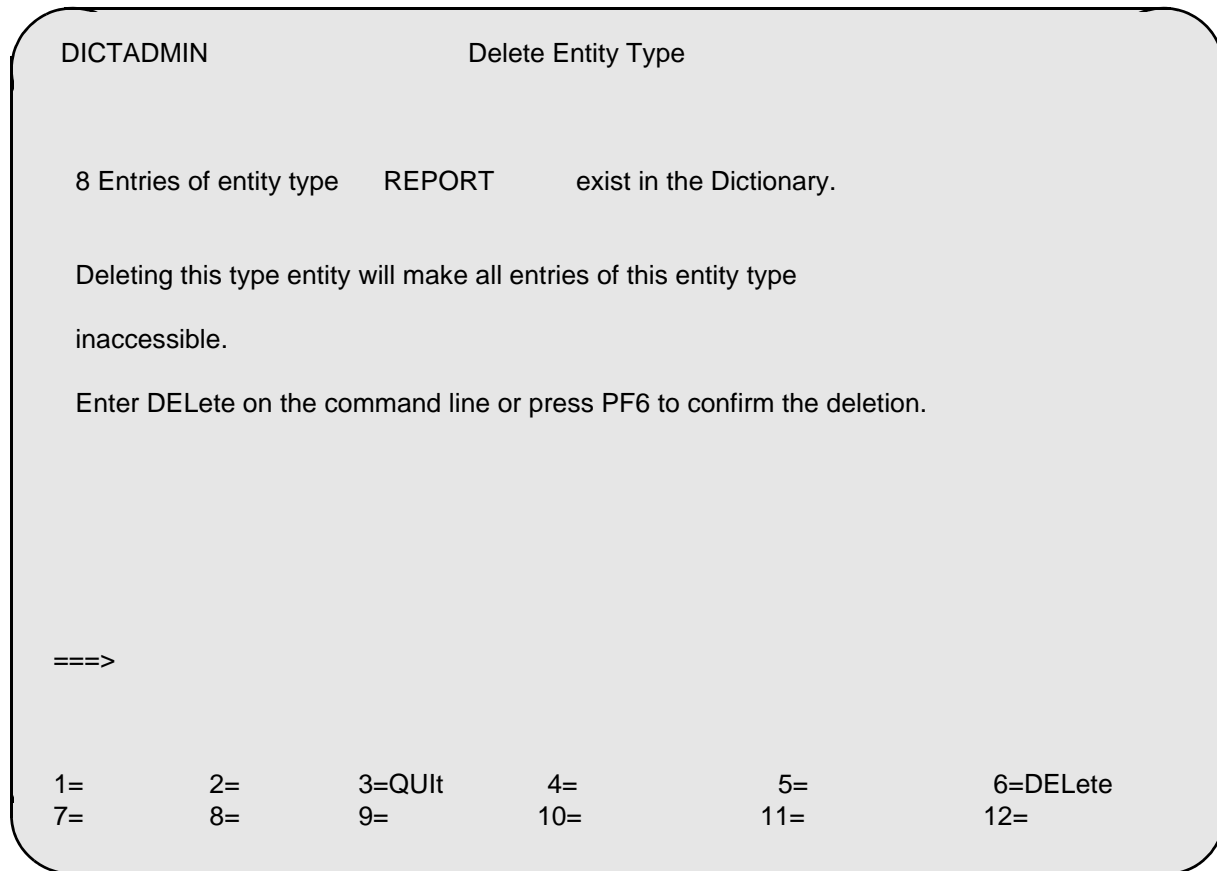 DICTADMIN Delete Entity Type
8 Entries of entity type REPORT exist in the Dictionary.
Deleting this type entity will make all entries of this entity type
inaccessible.
Enter DELete on the command line or press PF6 to confirm the deletion.
===>
1= 2= 3=QUIt 4= 5= 6=DELete
7= 8= 9= 10= 11= 12=